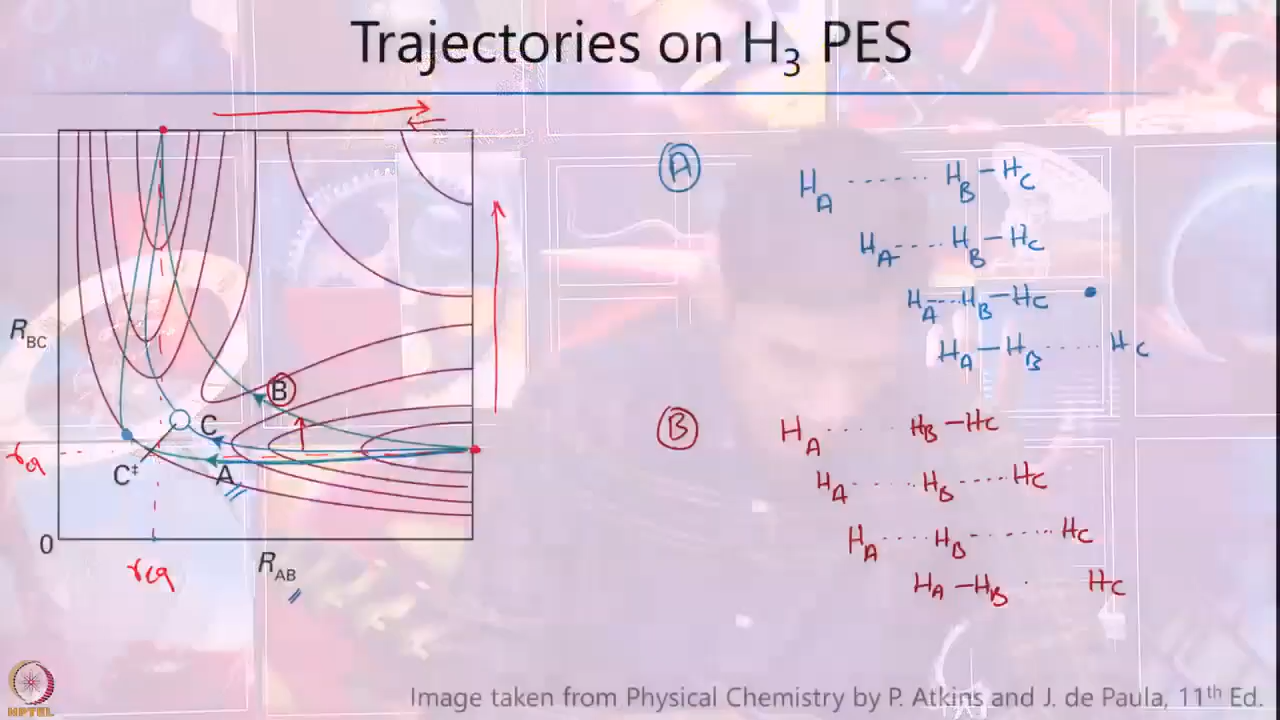 Trajectories on H3 PES
RBC
0
RAB
req
req
B
C
A
C‡
A
HA ------- HB – HC
HA ---- HB – HC
HA --- HB – HC
HA – HB ...... HC
B
HA ..... HB – HC
HA ...... HB ..... HC
HA ..... HB ....... HC
HA – HB . HC
Image taken from Physical Chemistry by P. Atkins and J. de Paula, 11th Ed.
NPTEL